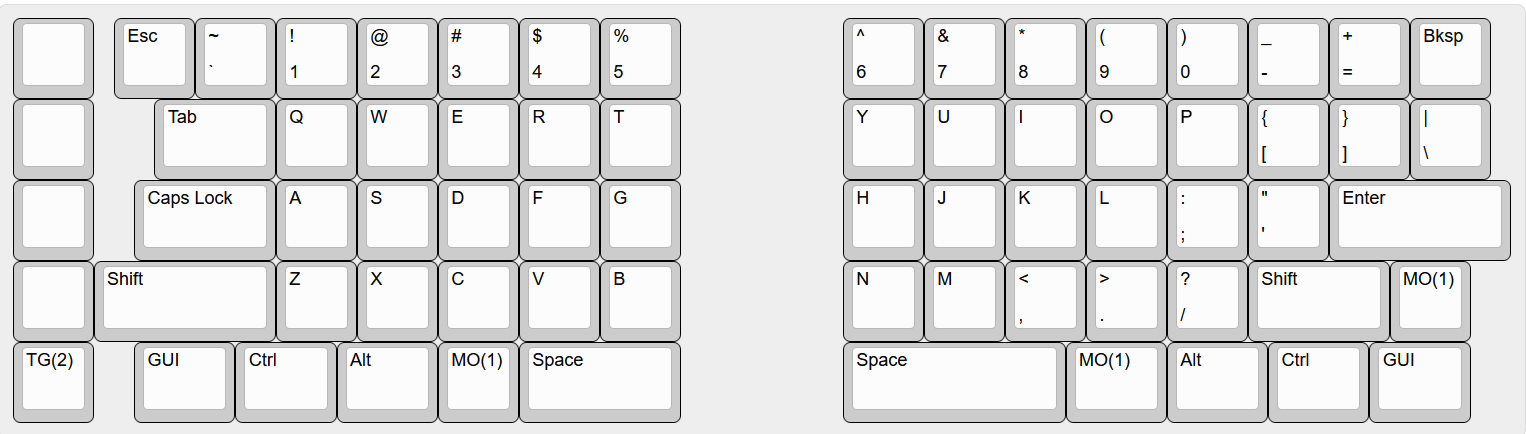 Esc ~ ! @ # $ % ^ & * ( ) _ + Bksp
` 1 2 3 4 5 6 7 8 9 0 - =
Tab Q W E R T Y U I O P { } |
[ ] \
Caps Lock A S D F G H J K L : " Enter
; '
Shift Z X C V B N M < > ? Shift MO(1)
, . /
TG(2) GUI Ctrl Alt MO(1) Space Space MO(1) Alt Ctrl GUI